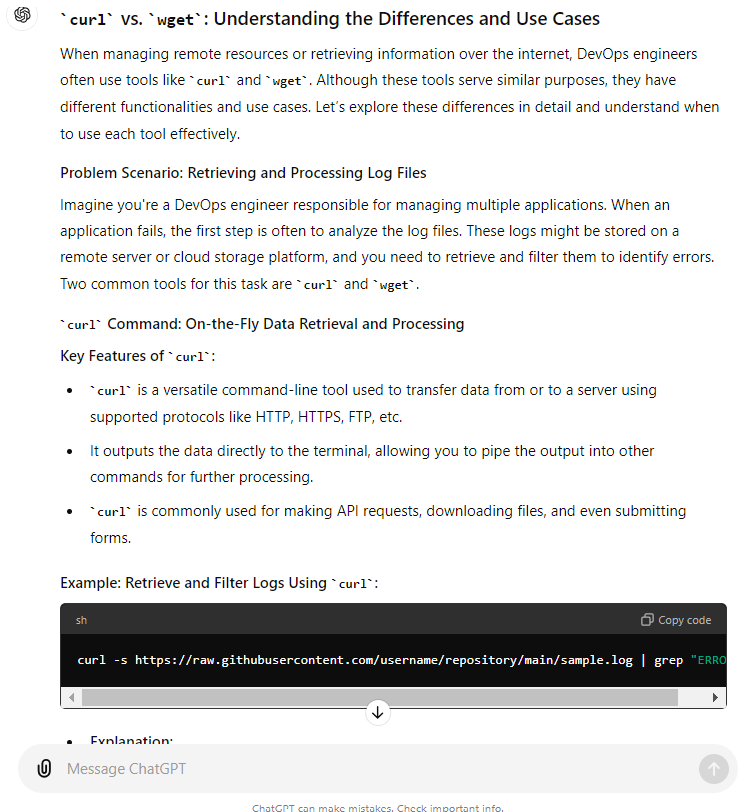 `curl` vs. `wget`: Understanding the Differences and Use Cases
When managing remote resources or retrieving information over the internet, DevOps engineers
often use tools like `curl` and `wget`. Although these tools serve similar purposes, they have
different functionalities and use cases. Let's explore these differences in detail and understand when
to use each tool effectively.
Problem Scenario: Retrieving and Processing Log Files
Imagine you're a DevOps engineer responsible for managing multiple applications. When an
application fails, the first step is often to analyze the log files. These logs might be stored on a
remote server or cloud storage platform, and you need to retrieve and filter them to identify errors.
Two common tools for this task are `curl` and `wget`.
`curl` Command: On-the-Fly Data Retrieval and Processing
Key Features of `curl`:
• `curl` is a versatile command-line tool used to transfer data from or to a server using
supported protocols like HTTP, HTTPS, FTP, etc.
• It outputs the data directly to the terminal, allowing you to pipe the output into other
commands for further processing.
• `curl` is commonly used for making API requests, downloading files, and even submitting
forms.
Example: Retrieve and Filter Logs Using `curl`:
sh Copy code
curl -s https://raw.githubusercontent.com/username/repository/main/sample.log | grep "ERRO
• Explanation:
Message ChatGPT
ChatGPT can make mistakes. Check important info.